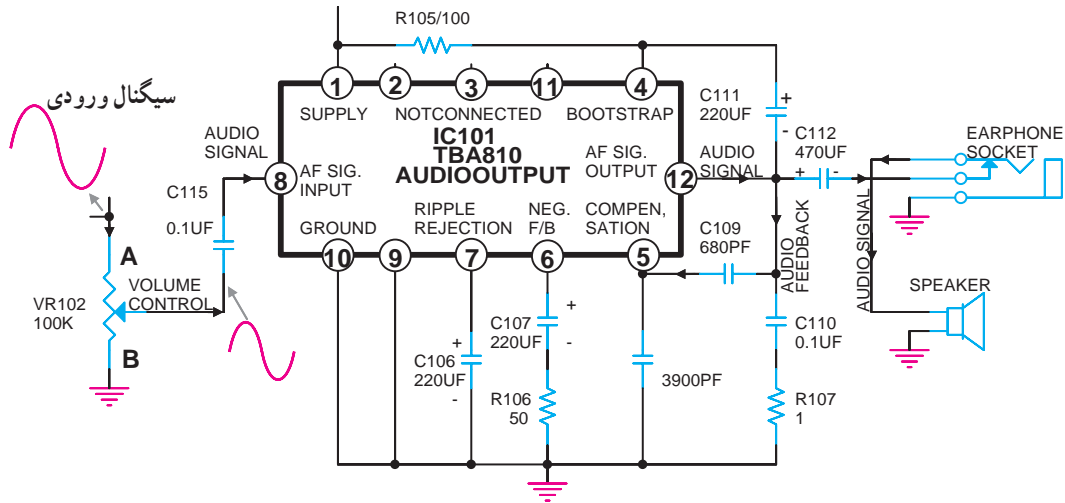 R105/100
سیگنال ورودی
1
2
3
11
4
SUPPLY
NOTCONNECTED
BOOTSTRAP
C111
220UF
+
-
IC101
TBA810
AUDIOOUTPUT
AUDIO
SIGNAL
8
AF SIG.
INPUT
AF SIG.
OUTPUT
12
AUDIO
SIGNAL
C112
470UF
+
-
EARPHONE
SOCKET
C115
0.1UF
GROUND
RIPPLE
REJECTION
NEG.
F/B
COMPEN,
SATION
10
9
7
6
5
C109
680PF
AUDIO
FEEDBACK
AUDIO SIGNAL
A
VOLUME
CONTROL
VR102
100K
B
SPEAKER
+
C106
220UF
-
C107
220UF
+
-
R106
50
3900PF
C110
0.1UF
R107
1